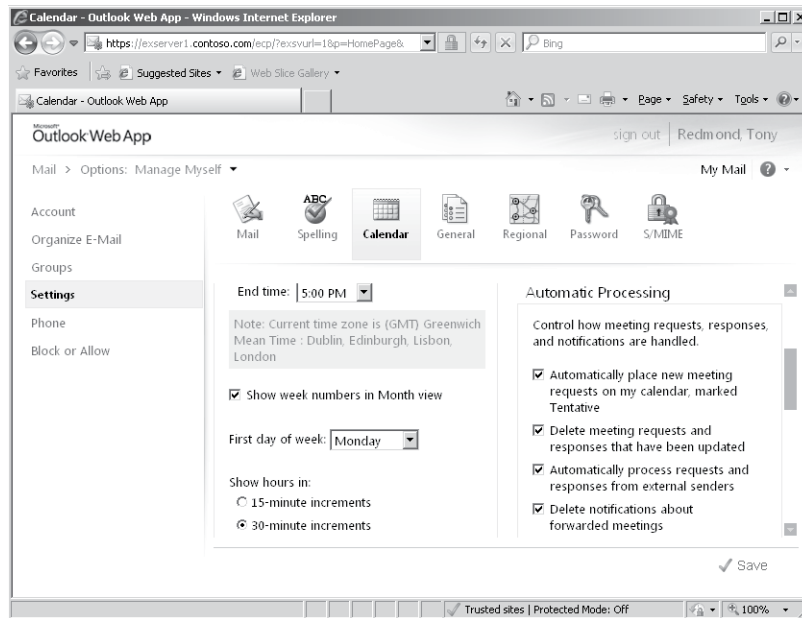 Calendar - Outlook Web App - Windows Internet Explorer
https://exserver1.contoso.com/ecp/?exsvurl=1&p=HomePage&
Bing
Favorites
Suggested Sites
Web Slice Gallery
Calendar - Outlook Web App
Page
Safety
Tools
Microsoft
Outlook Web App
sign out
Redmond, Tony
Mail > Options: Manage Myself
My Mail
Account
Organize E-Mail
Groups
Settings
Phone
Block or Allow
Mail
ABC
Spelling
Calendar
General
Regional
Password
S/MIME
End time: 5:00 PM
Note: Current time zone is (GMT) Greenwich
Mean Time : Dublin, Edinburgh, Lisbon,
London
Show week numbers in Month view
First day of week: Monday
Show hours in:
15-minute increments
30-minute increments
Automatic Processing
Control how meeting requests, responses,
and notifications are handled.
Automatically place new meeting
requests on my calendar, marked
Tentative
Delete meeting requests and
responses that have been updated
Automatically process requests and
responses from external senders
Delete notifications about
forwarded meetings
Save
Trusted sites | Protected Mode: Off
100%